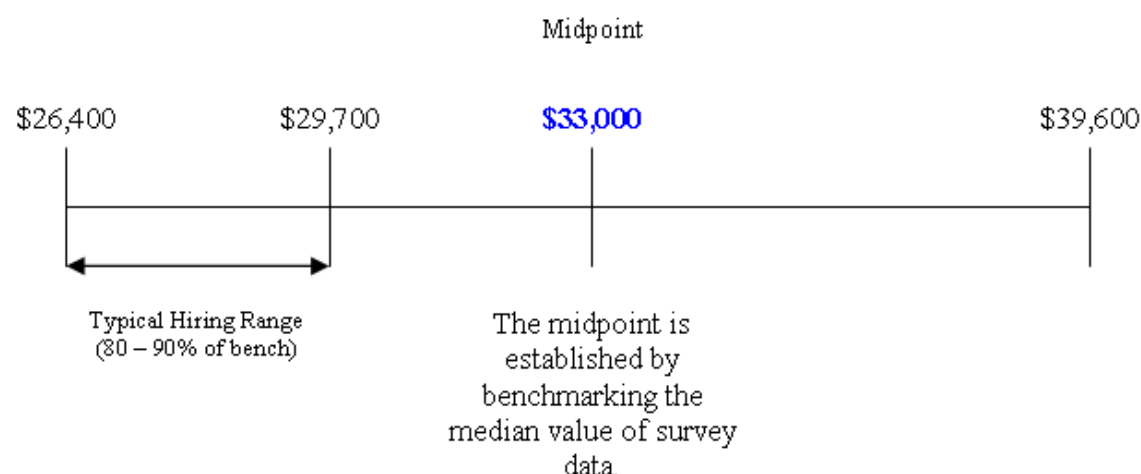 Midpoint
$26,400 $29,700 $33,000 $39,600
Typical Hiring Range
(80 – 90% of bench)
The midpoint is
established by
benchmarking the
median value of survey
data.